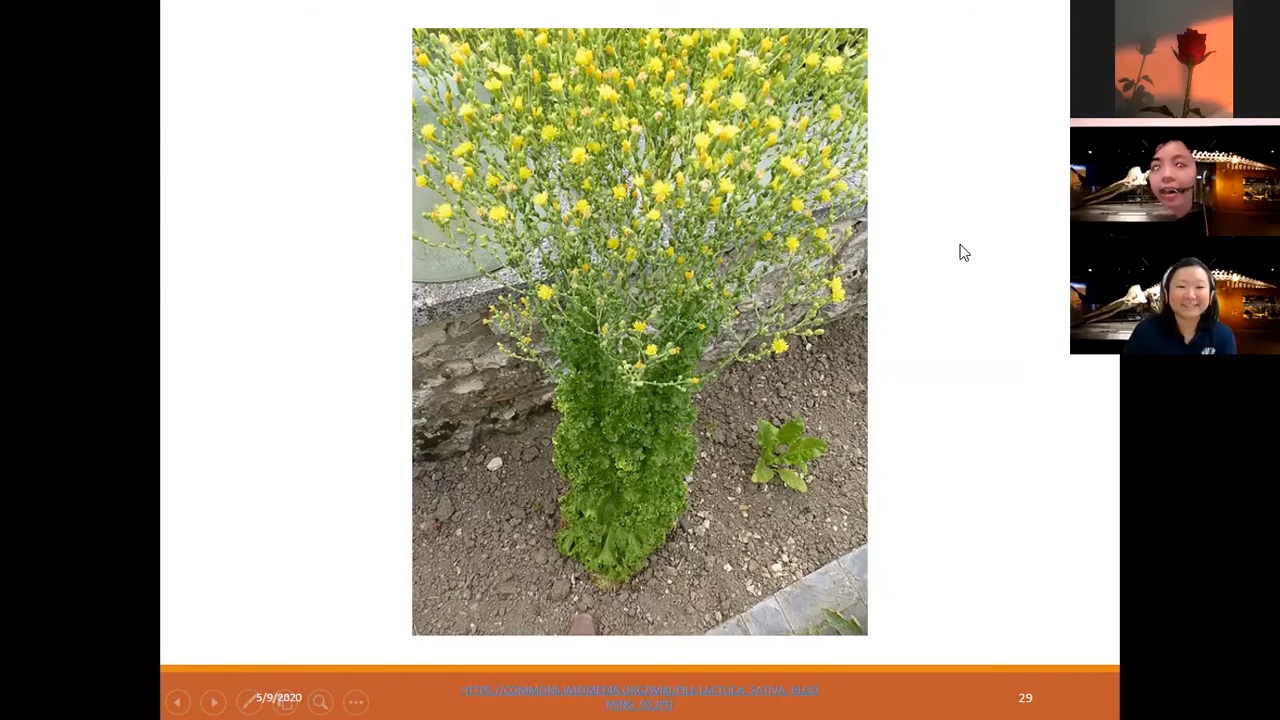 5/9/2020
HTTPS://COMMONS.WIKIMEDIA.ORG/WIKI/FILE:LACTUCA_SATIVA_BLOO
MING_03.JPG
29